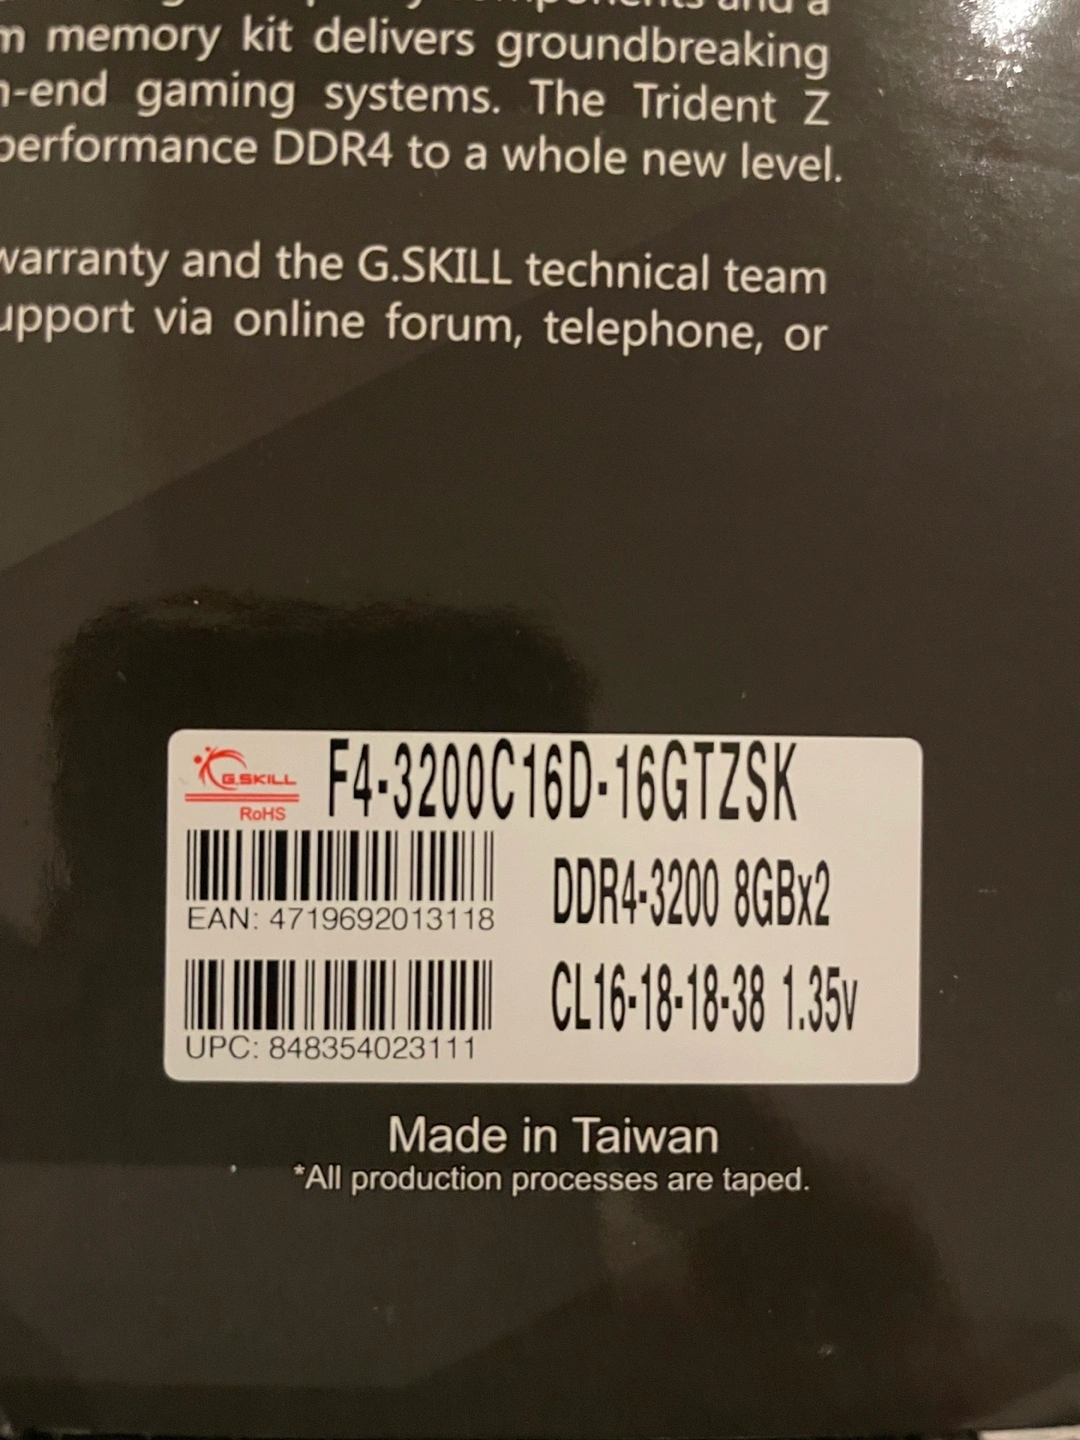 components and a
memory kit delivers groundbreaking
-end gaming systems. The Trident Z
performance DDR4 to a whole new level.
warranty and the G.SKILL technical team
upport via online forum, telephone, or
G.SKILL
RoHS
F4-3200C16D-16GTZSK
EAN: 4719692013118
DDR4-3200 8GBx2
UPC: 848354023111
CL16-18-18-38 1.35v
Made in Taiwan
*All production processes are taped.